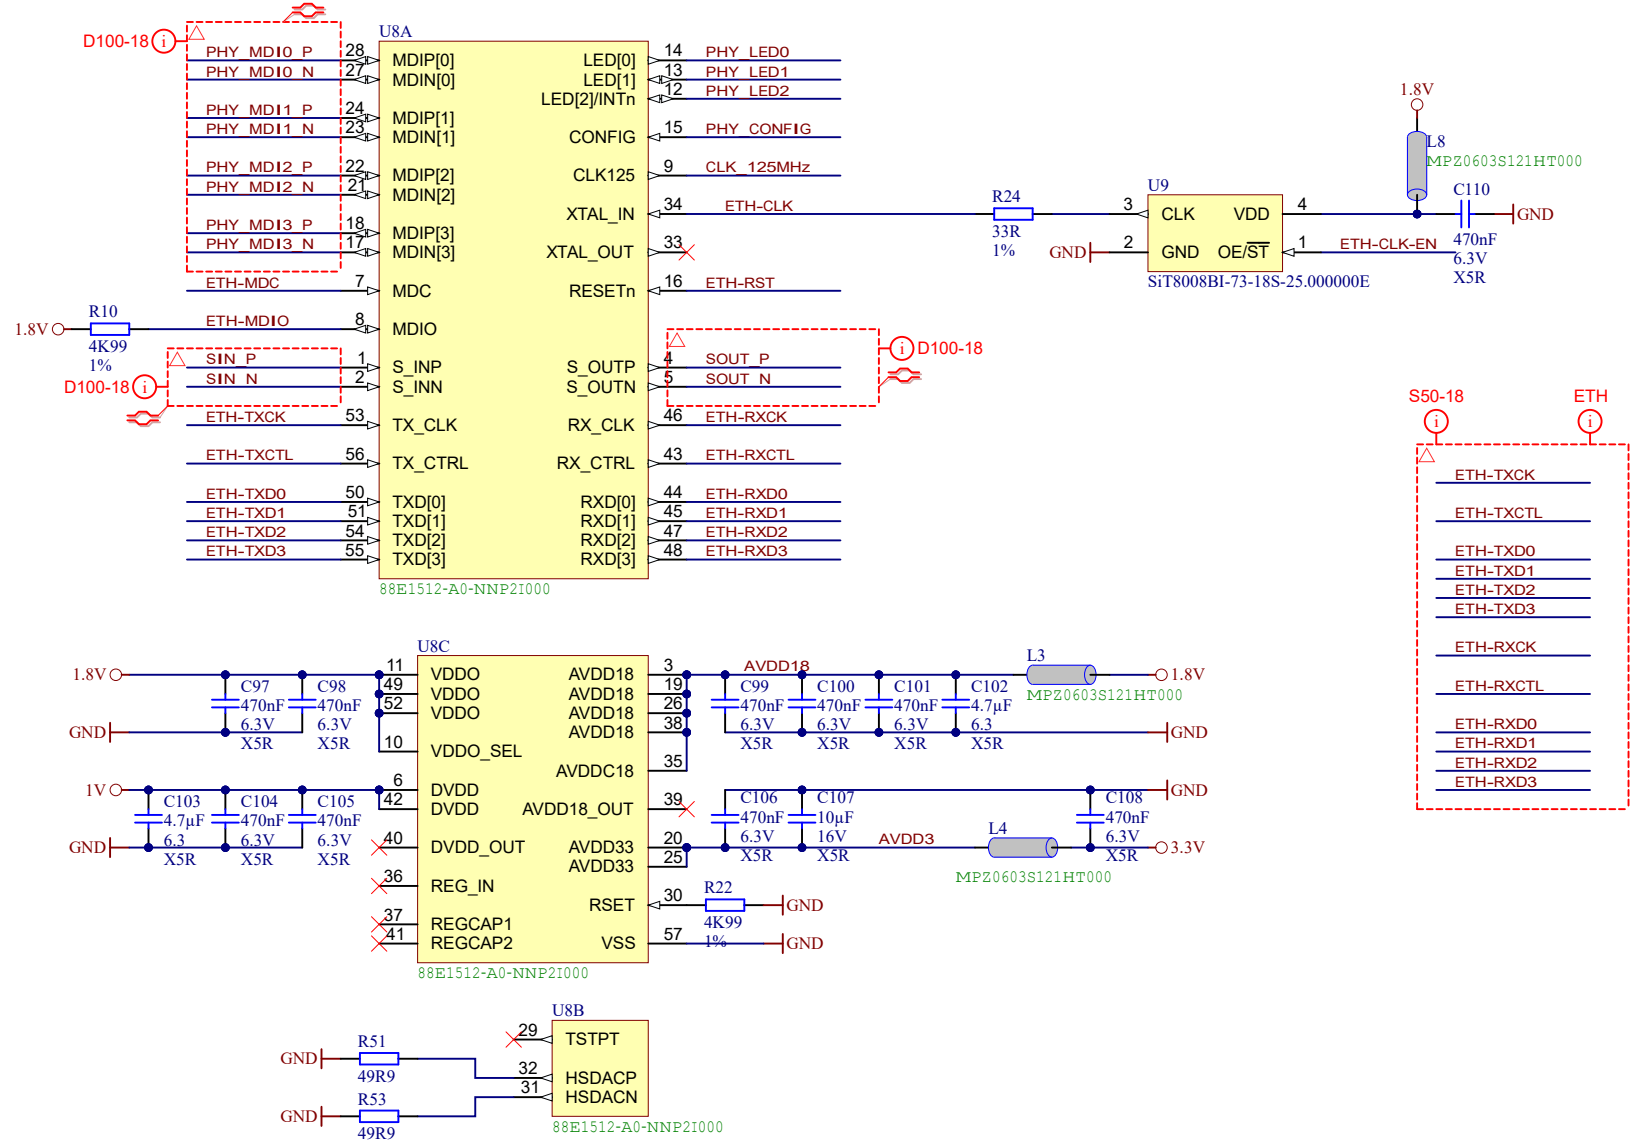 D100-18
U8A
PHY_MDI0_P 28 MDIP[0] LED[0] 14 PHY_LED0
PHY_MDI0_N 27 MDIN[0] LED[1] 13 PHY_LED1
LED[2]/INTn 12 PHY_LED2
PHY_MDI1_P 24 MDIP[1]
PHY_MDI1_N 23 MDIN[1] CONFIG 15 PHY_CONFIG
PHY_MDI2_P 22 MDIP[2] CLK125 9 CLK_125MHz
PHY_MDI2_N 21 MDIN[2]
XTAL_IN 34 ETH-CLK
PHY_MDI3_P 18 MDIP[3]
PHY_MDI3_N 17 MDIN[3] XTAL_OUT 33
ETH-MDC 7 MDC RESETn 16 ETH-RST
R10
1.8V ETH-MDIO 8 MDIO
4K99
1%
SIN_P 1 S_INP S_OUTP 4 SOUT_P
D100-18
SIN_N 2 S_INN S_OUTN 5 SOUT_N
D100-18
ETH-TXCK 53 TX_CLK RX_CLK 46 ETH-RXCK
ETH-TXCTL 56 TX_CTRL RX_CTRL 43 ETH-RXCTL
ETH-TXD0 50 TXD[0] RXD[0] 44 ETH-RXD0
ETH-TXD1 51 TXD[1] RXD[1] 45 ETH-RXD1
ETH-TXD2 54 TXD[2] RXD[2] 47 ETH-RXD2
ETH-TXD3 55 TXD[3] RXD[3] 48 ETH-RXD3
88E1512-A0-NNP2I000
1.8V
L8
MPZ0603S121HT000
R24
33R
1%
U9
3 CLK VDD 4
GND 2 GND OE/ST 1 ETH-CLK-EN
SiT8008BI-73-18S-25.000000E
C110
GND
470nF
6.3V
X5R
S50-18 ETH
ETH-TXCK
ETH-TXCTL
ETH-TXD0
ETH-TXD1
ETH-TXD2
ETH-TXD3
ETH-RXCK
ETH-RXCTL
ETH-RXD0
ETH-RXD1
ETH-RXD2
ETH-RXD3
U8C
1.8V 11 VDDO AVDD18 3 AVDD18 L3 1.8V
MPZ0603S121HT000
49 VDDO AVDD18 19
52 VDDO AVDD18 26
AVDD18 38
10 VDDO_SEL
AVDDC18 35
C97 C98 C99 C100 C101 C102
470nF 470nF 470nF 470nF 470nF 4.7µF
6.3V 6.3V 6.3V 6.3V 6.3V 6.3
X5R X5R X5R X5R X5R X5R
GND GND
1V 6 DVDD GND
42 DVDD AVDD18_OUT 39
C103 C104 C105 C106 C107 C108
4.7µF 470nF 470nF 470nF 10µF 470nF
6.3 6.3V 6.3V 6.3V 16V 6.3V
X5R X5R X5R X5R X5R X5R
GND 40 DVDD_OUT AVDD33 20 AVDD3 L4 3.3V
AVDD33 25
MPZ0603S121HT000
36 REG_IN
RSET 30 R22 GND
4K99
1%
37 REGCAP1
41 REGCAP2 VSS 57 GND
88E1512-A0-NNP2I000
U8B
29 TSTPT
GND R51 32 HSDACP
49R9
31 HSDACN
GND R53
49R9
88E1512-A0-NNP2I000